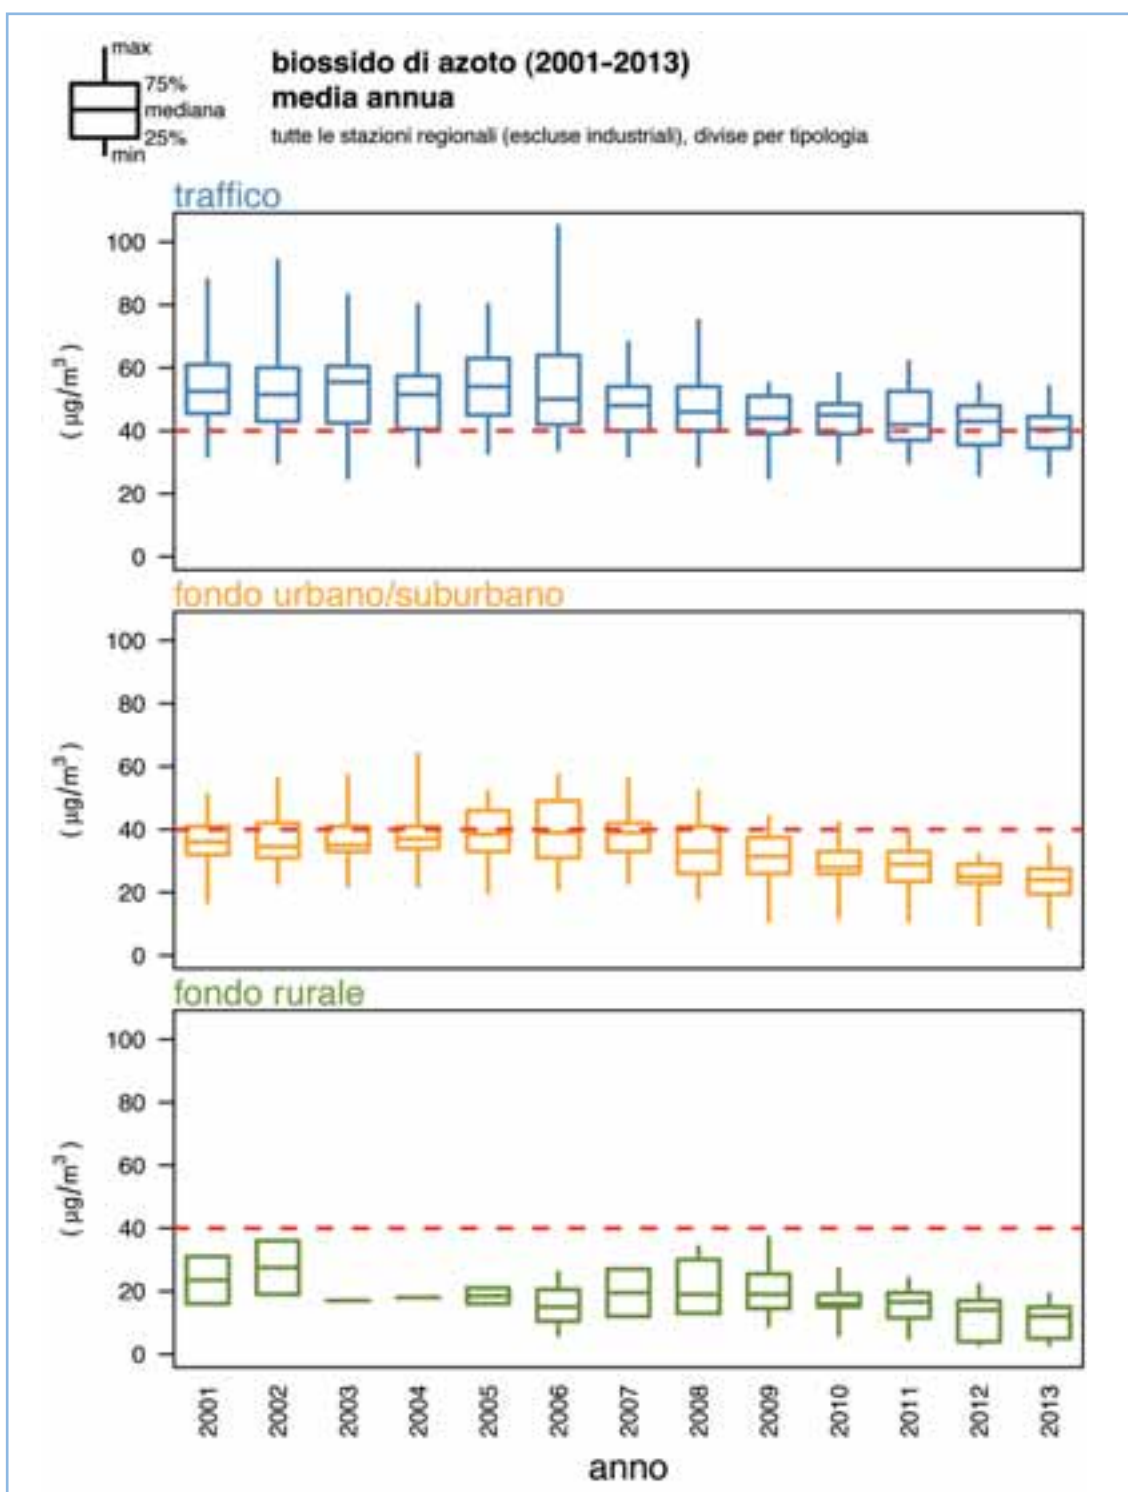 max
75%
mediana
25%
min
biossido di azoto (2001-2013)
media annua
tutte le stazioni regionali (escluse industriali), divise per tipologia
traffico
100
80
60
40
20
0
( µg/m³ )
fondo urbano/suburbano
100
80
60
40
20
0
( µg/m³ )
fondo rurale
100
80
60
40
20
0
( µg/m³ )
2001 2002 2003 2004 2005 2006 2007 2008 2009 2010 2011 2012 2013
anno